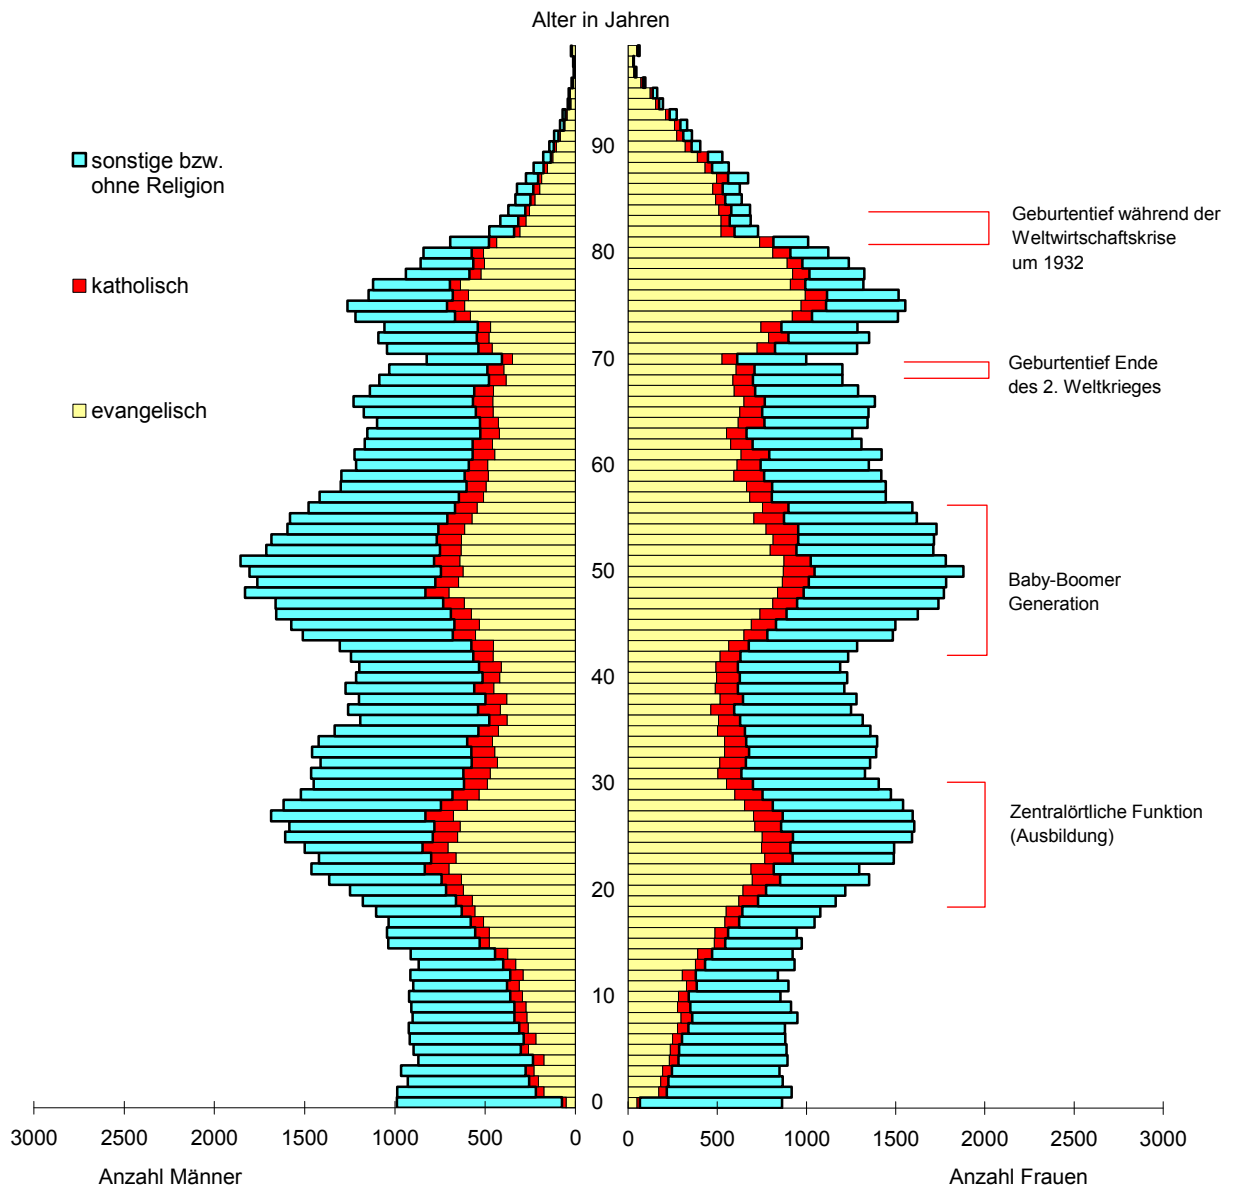 Alter in Jahren
sonstige bzw.
ohne Religion
katholisch
evangelisch
90
80
70
60
50
40
30
20
10
0
Geburtentief während der
Weltwirtschaftskrise
um 1932
Geburtentief Ende
des 2. Weltkrieges
Baby-Boomer
Generation
Zentralörtliche Funktion
(Ausbildung)
3000 2500 2000 1500 1000 500 0
0 500 1000 1500 2000 2500 3000
Anzahl Männer
Anzahl Frauen